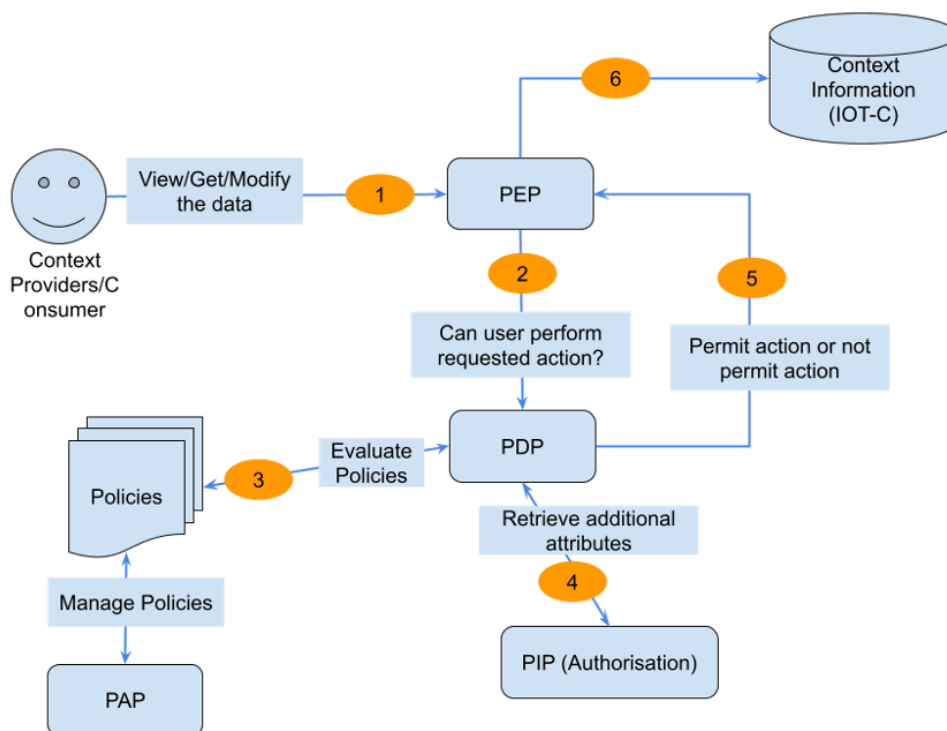 6
Context
Information
(IOT-C)
View/Get/Modify
the data
1
PEP
Context
Providers/C
onsumer
2
5
Can user perform
requested action?
Permit action or not
permit action
Evaluate
Policies
PDP
3
Policies
Retrieve additional
attributes
4
Manage Policies
PIP (Authorisation)
PAP